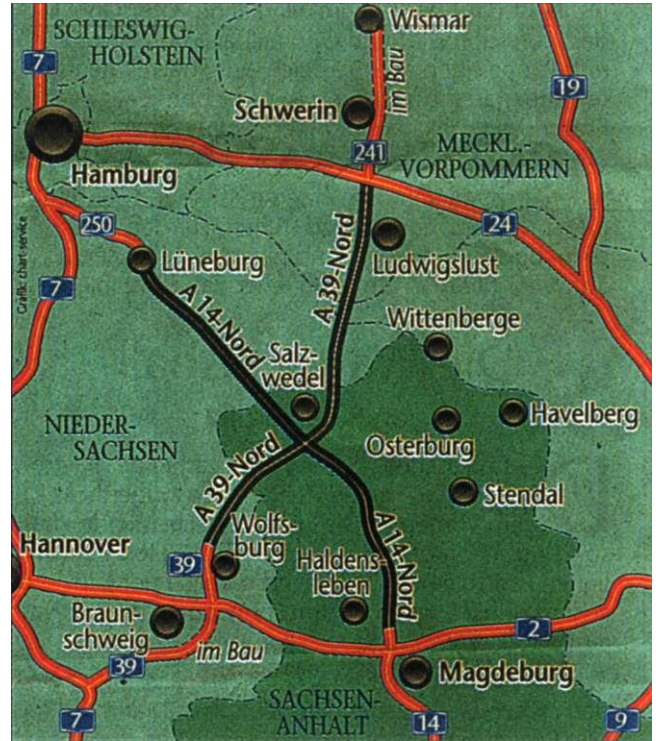 SCHLESWIG-
HOLSTEIN
Wismar
7
im Bau
19
Schwerin
241
MECKL.-
VORPOMMERN
Hamburg
250
24
Grafik: chart-service
Lüneburg
A 39-Nord
Ludwigslust
7
A 14-Nord
Wittenberge
Salz-
wedel
Havelberg
NIEDER-
SACHSEN
Osterburg
A 39-Nord
Stendal
Hannover
39
Wolfs-
burg
A 14-Nord
Haldens-
leben
Braun-
schweig
2
39
im Bau
Magdeburg
SACHSEN-
ANHALT
7
14
9